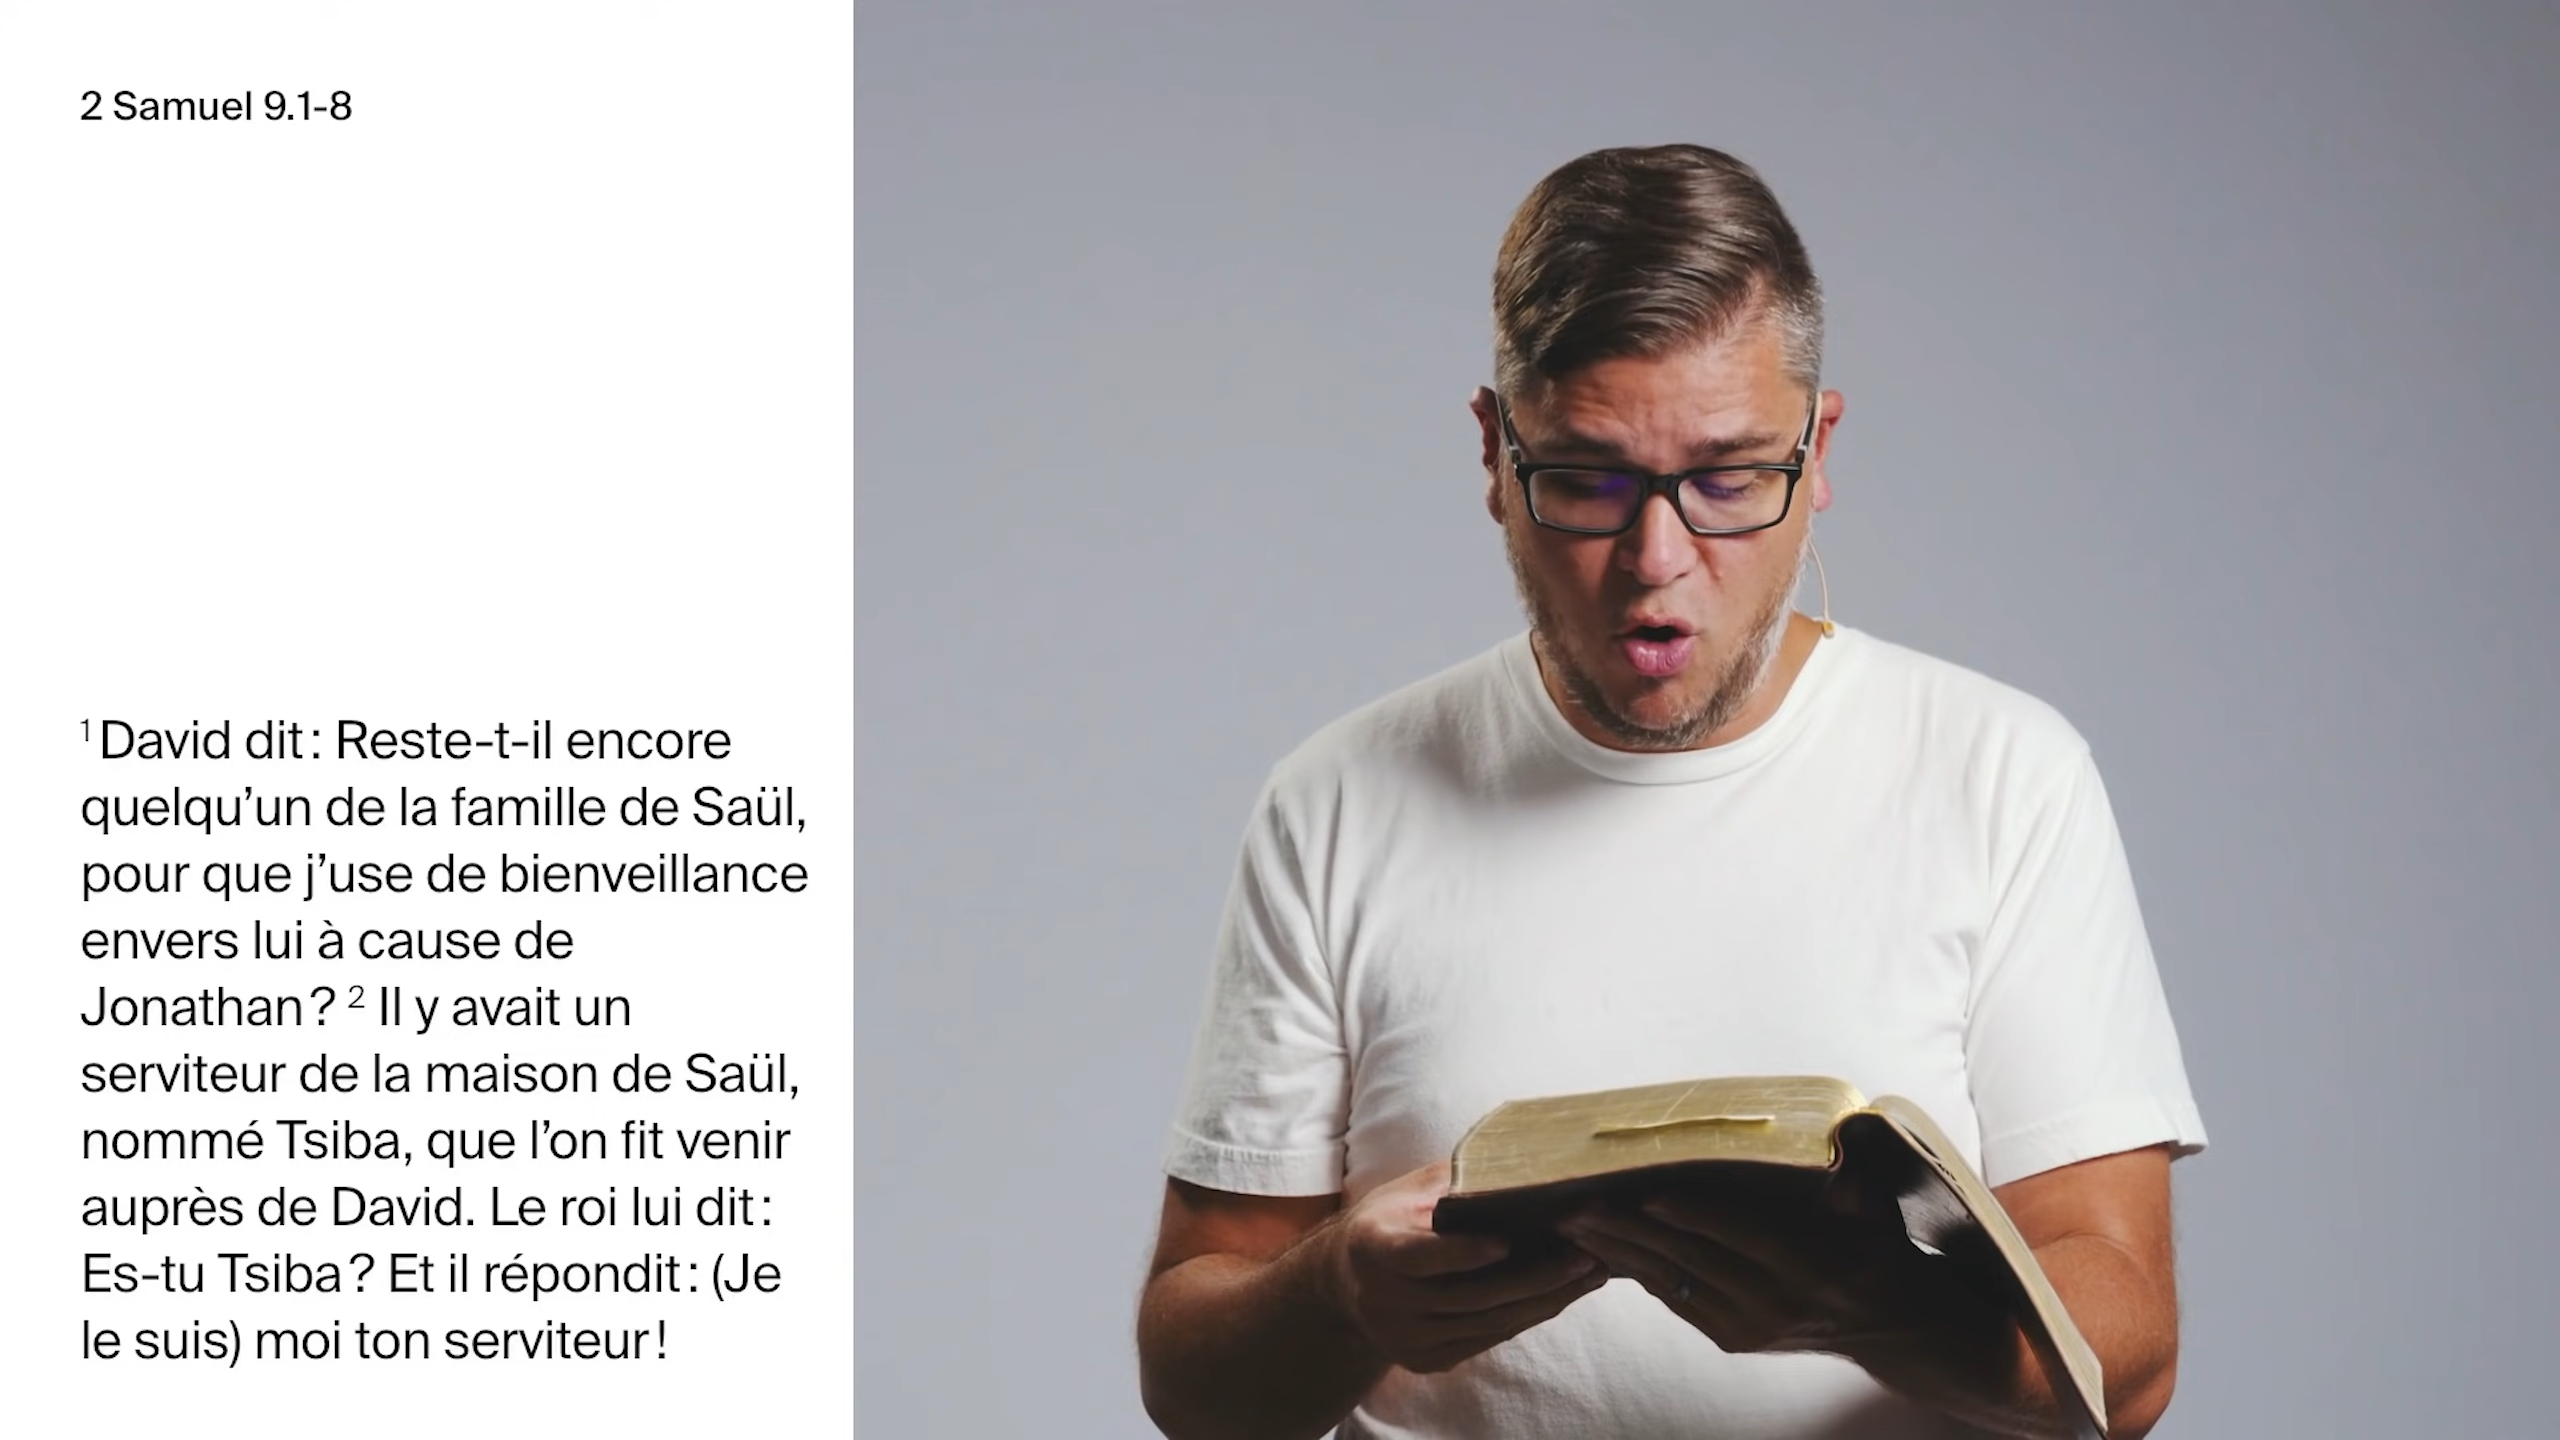 2 Samuel 9.1-8
¹ David dit : Reste-t-il encore
quelqu’un de la famille de Saül,
pour que j’use de bienveillance
envers lui à cause de
Jonathan ? ² Il y avait un
serviteur de la maison de Saül,
nommé Tsiba, que l’on fit venir
auprès de David. Le roi lui dit :
Es-tu Tsiba ? Et il répondit : (Je
le suis) moi ton serviteur !